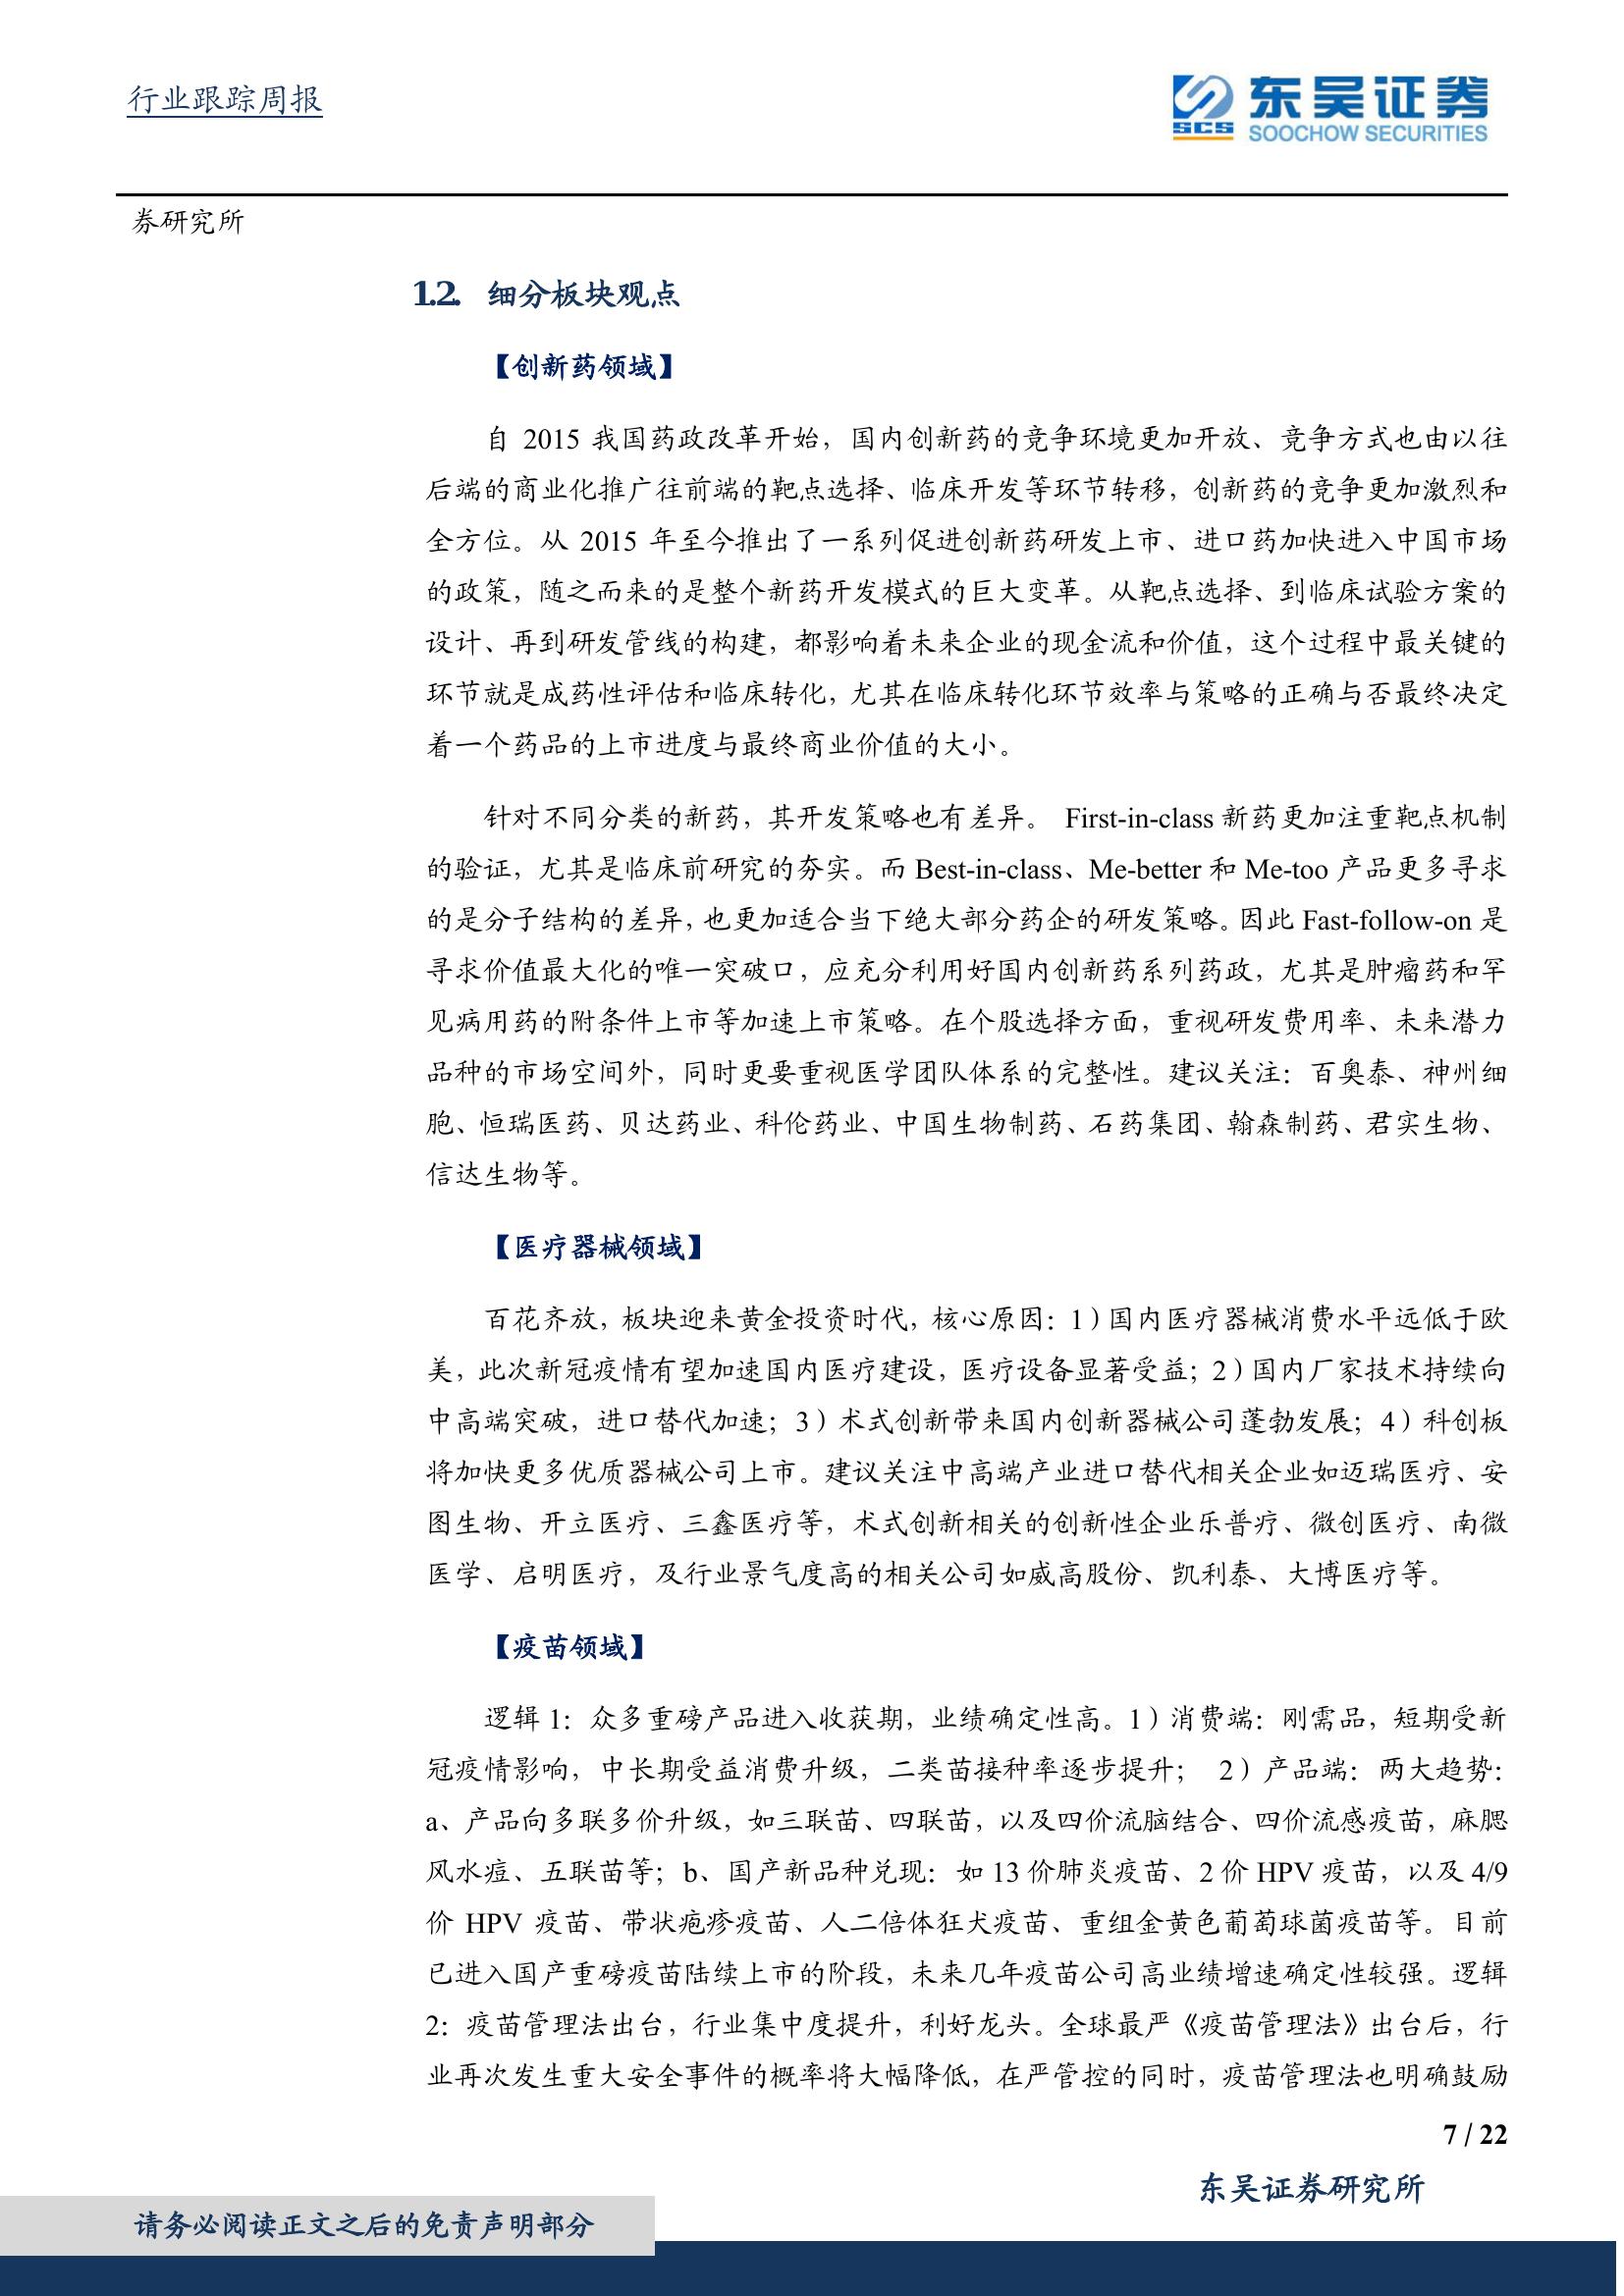 行业跟踪周报
SCS
东吴证券
SOOCHOW SECURITIES
券研究所
1.2. 细分板块观点
【创新药领域】
自 2015 我国药政改革开始，国内创新药的竞争环境更加开放、竞争方式也由以往
后端的商业化推广往前端的靶点选择、临床开发等环节转移，创新药的竞争更加激烈和
全方位。从 2015 年至今推出了一系列促进创新药研发上市、进口药加快进入中国市场
的政策，随之而来的是整个新药开发模式的巨大变革。从靶点选择、到临床试验方案的
设计、再到研发管线的构建，都影响着未来企业的现金流和价值，这个过程中最关键的
环节就是成药性评估和临床转化，尤其在临床转化环节效率与策略的正确与否最终决定
着一个药品的上市进度与最终商业价值的大小。
针对不同分类的新药，其开发策略也有差异。 First-in-class 新药更加注重靶点机制
的验证，尤其是临床前研究的夯实。而 Best-in-class、Me-better 和 Me-too 产品更多寻求
的是分子结构的差异，也更加适合当下绝大部分药企的研发策略。因此 Fast-follow-on 是
寻求价值最大化的唯一突破口，应充分利用好国内创新药系列药政，尤其是肿瘤药和罕
见病用药的附条件上市等加速上市策略。在个股选择方面，重视研发费用率、未来潜力
品种的市场空间外，同时更要重视医学团队体系的完整性。建议关注：百奥泰、神州细
胞、恒瑞医药、贝达药业、科伦药业、中国生物制药、石药集团、翰森制药、君实生物、
信达生物等。
【医疗器械领域】
百花齐放，板块迎来黄金投资时代，核心原因：1）国内医疗器械消费水平远低于欧
美，此次新冠疫情有望加速国内医疗建设，医疗设备显著受益；2）国内厂家技术持续向
中高端突破，进口替代加速；3）术式创新带来国内创新器械公司蓬勃发展；4）科创板
将加快更多优质器械公司上市。建议关注中高端产业进口替代相关企业如迈瑞医疗、安
图生物、开立医疗、三鑫医疗等，术式创新相关的创新性企业乐普疗、微创医疗、南微
医学、启明医疗，及行业景气度高的相关公司如威高股份、凯利泰、大博医疗等。
【疫苗领域】
逻辑 1：众多重磅产品进入收获期，业绩确定性高。1）消费端：刚需品，短期受新
冠疫情影响，中长期受益消费升级，二类苗接种率逐步提升； 2）产品端：两大趋势：
a、产品向多联多价升级，如三联苗、四联苗，以及四价流脑结合、四价流感疫苗，麻腮
风水痘、五联苗等；b、国产新品种兑现：如 13 价肺炎疫苗、2 价 HPV 疫苗，以及 4/9
价 HPV 疫苗、带状疱疹疫苗、人二倍体狂犬疫苗、重组金黄色葡萄球菌疫苗等。目前
已进入国产重磅疫苗陆续上市的阶段，未来几年疫苗公司高业绩增速确定性较强。逻辑
2：疫苗管理法出台，行业集中度提升，利好龙头。全球最严《疫苗管理法》出台后，行
业再次发生重大安全事件的概率将大幅降低，在严管控的同时，疫苗管理法也明确鼓励
7 / 22
东吴证券研究所
请务必阅读正文之后的免责声明部分